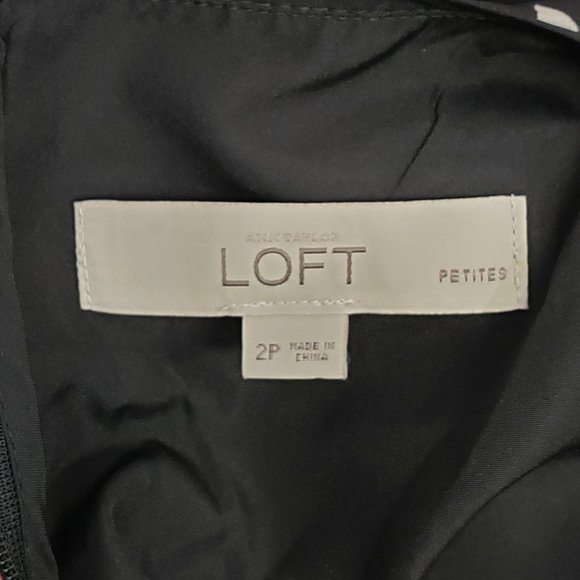 ANN TAYLOR
LOFT
PETITES
2P
MADE IN
CHINA